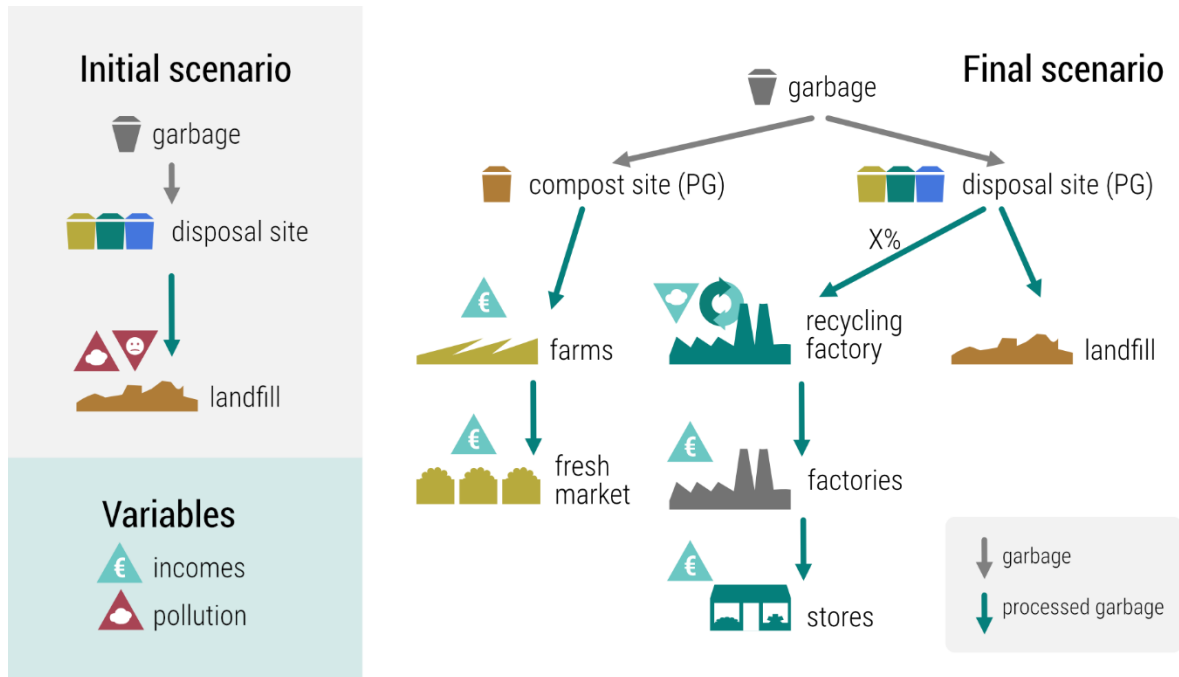 Initial scenario
garbage
disposal site
landfill
Variables
€
incomes
pollution
Final scenario
garbage
compost site (PG)
disposal site (PG)
X%
€
farms
recycling
factory
landfill
€
fresh
market
€
factories
€
stores
garbage
processed garbage